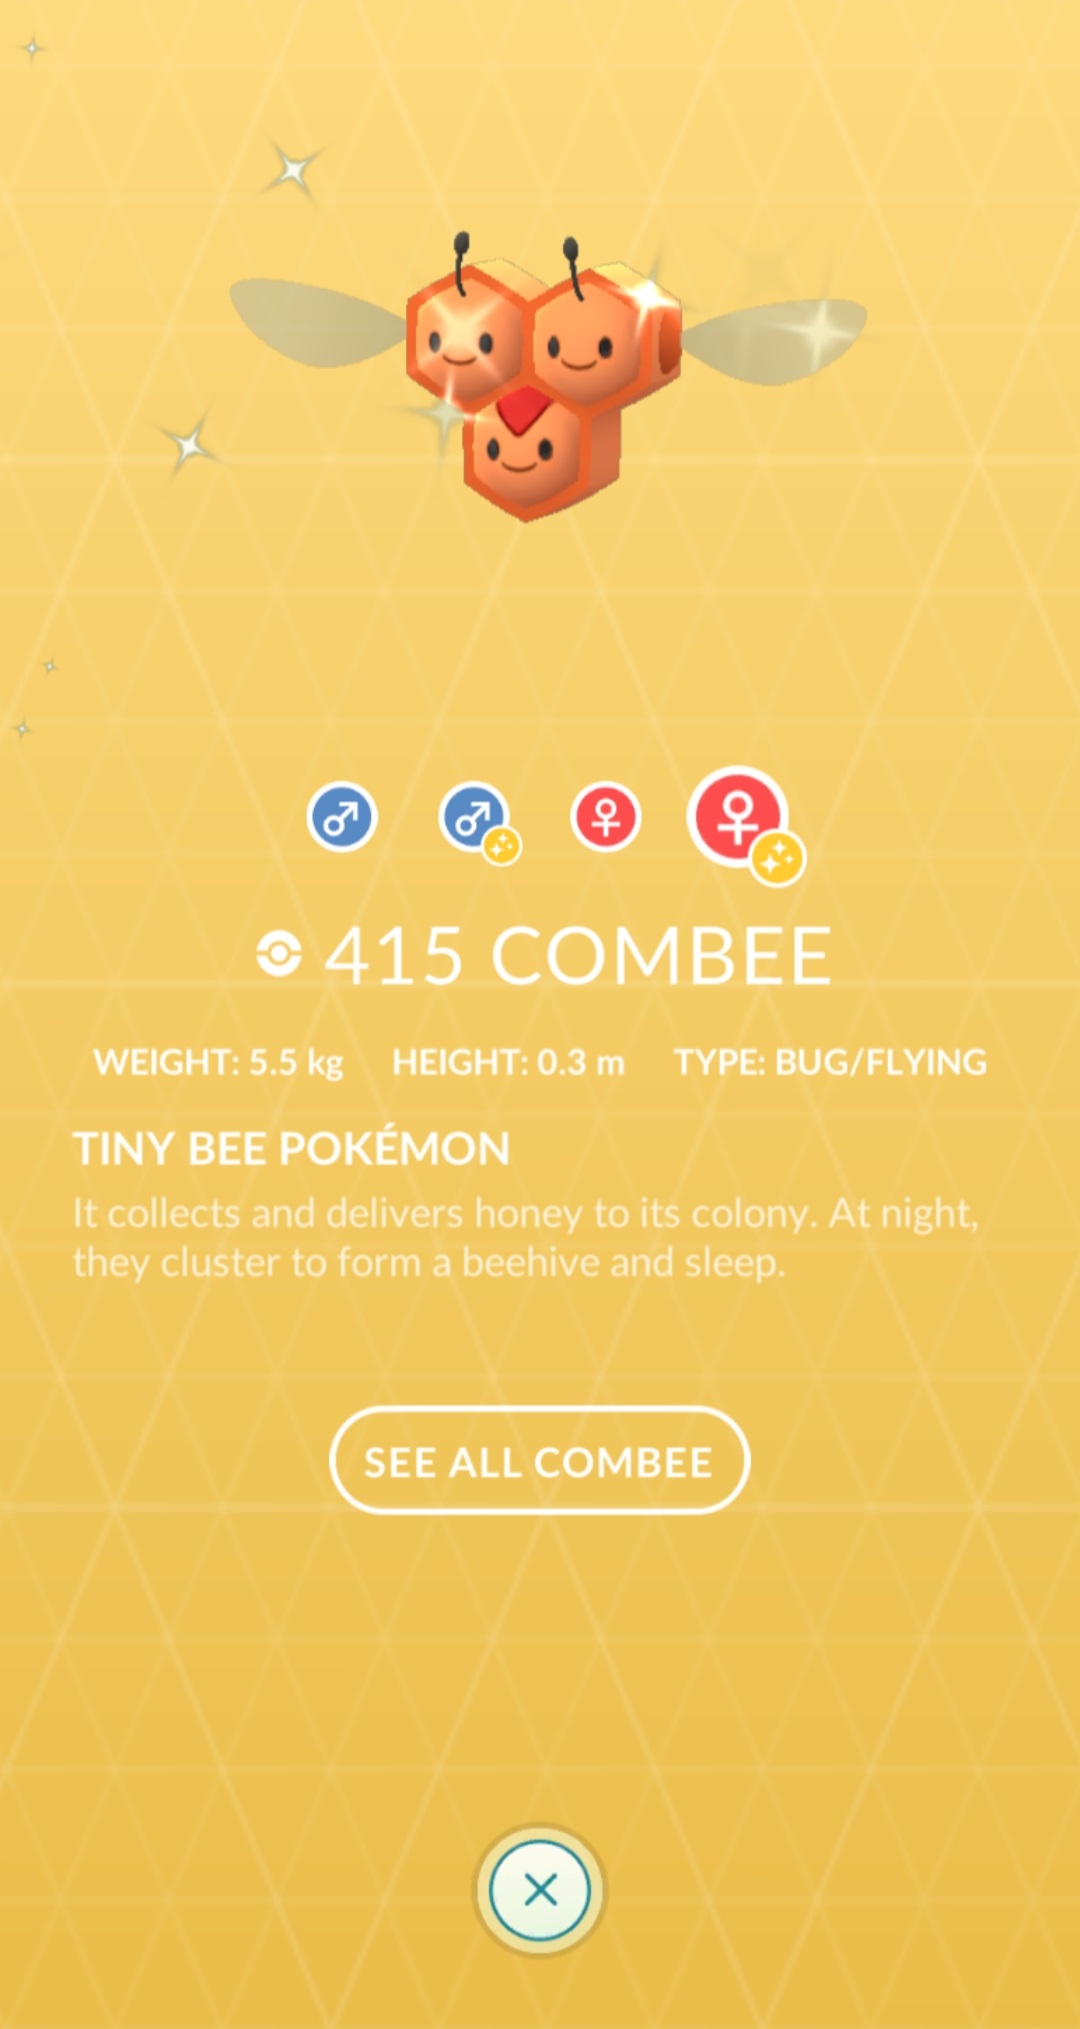 415 COMBEE
WEIGHT: 5.5 kg HEIGHT: 0.3 m TYPE: BUG/FLYING
TINY BEE POKÉMON
It collects and delivers honey to its colony. At night,
they cluster to form a beehive and sleep.
SEE ALL COMBEE